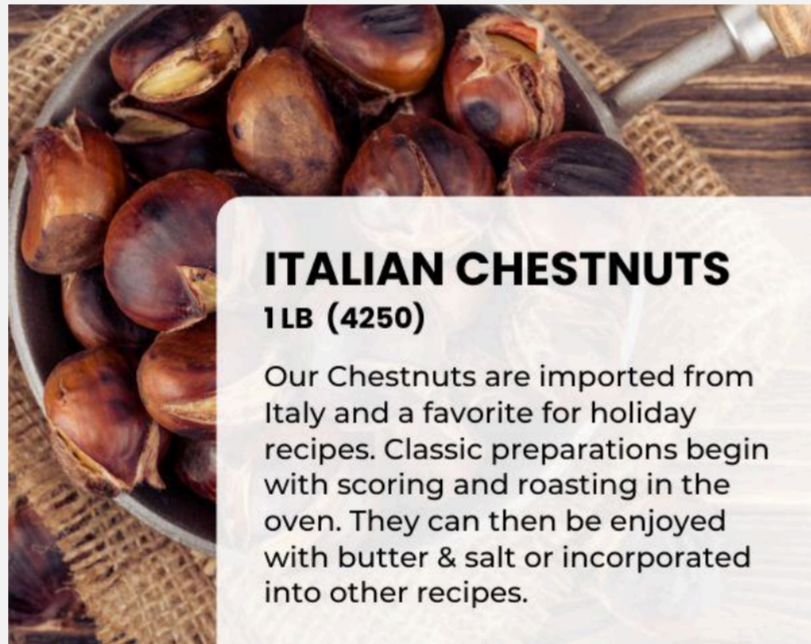 ITALIAN CHESTNUTS
1 LB (4250)
Our Chestnuts are imported from
Italy and a favorite for holiday
recipes. Classic preparations begin
with scoring and roasting in the
oven. They can then be enjoyed
with butter & salt or incorporated
into other recipes.